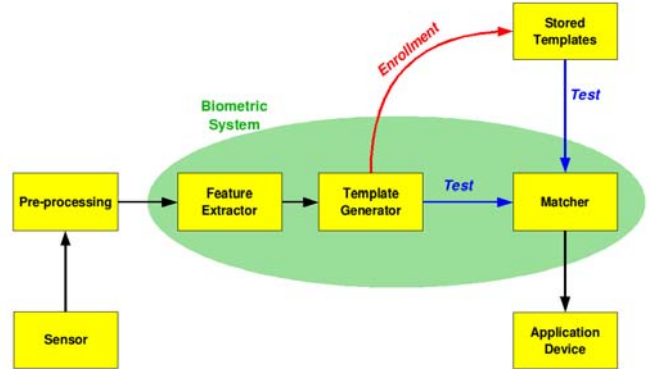 Stored
Templates
Enrollment
Test
Biometric
System
Pre-processing
Feature
Extractor
Template
Generator
Test
Matcher
Sensor
Application
Device